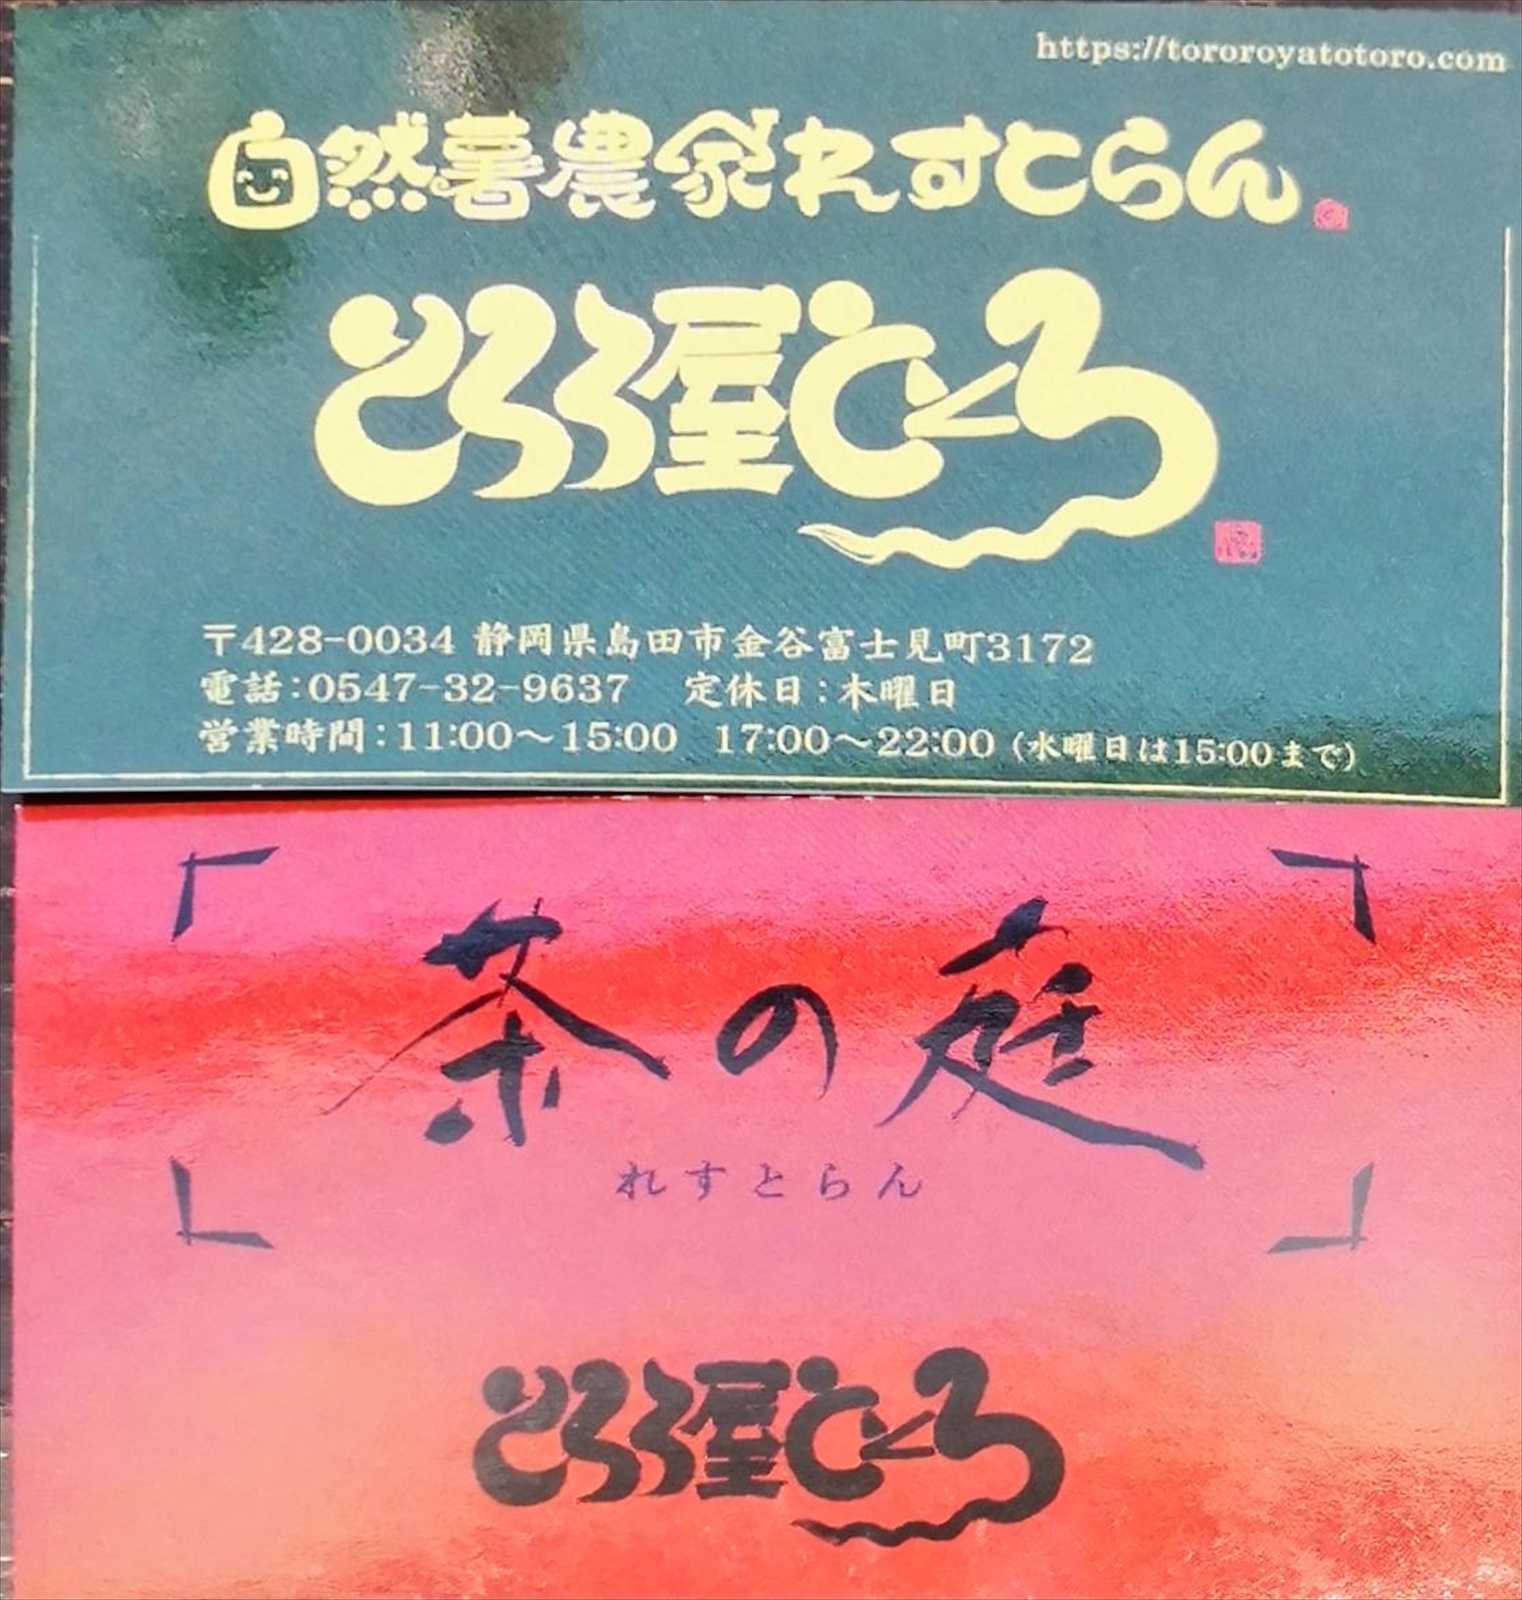 https://tororoyatotoro.com
自然薯農家れすとらん
とろろ屋ととろ
〒428-0034 静岡県島田市金谷富士見町3172
電話:0547-32-9637 定休日:木曜日
営業時間:11:00～15:00 17:00～22:00 (水曜日は15:00まで)
「茶の庭」
れすとらん
とろろ屋ととろ